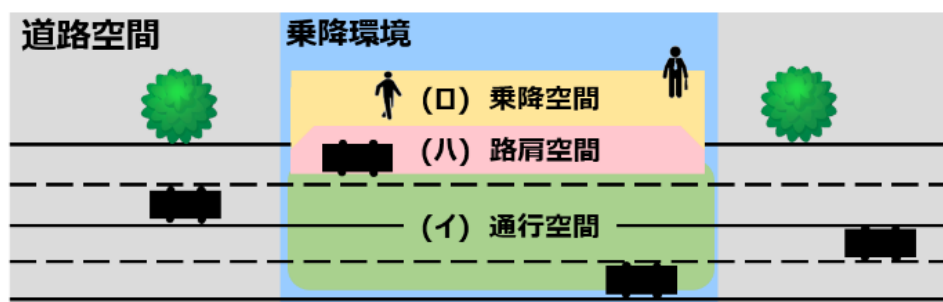 道路空間
乗降環境
(ロ) 乗降空間
(ハ) 路肩空間
(イ) 通行空間